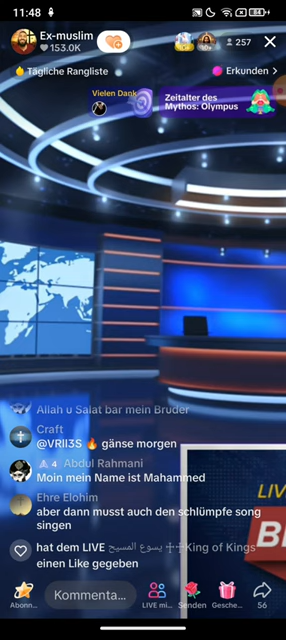 11:48
84
Ex-muslim
153.0K
257
Tägliche Rangliste
Erkunden >
Vielen Dank
Zeitalter des
Mythos: Olympus
Allah u Salat bar mein Bruder
Craft
@VRII3S 🔥 gänse morgen
4 Abdul Rahmani
Moin mein Name ist Mahammed
Ehre Elohim
aber dann musst auch den schlümpfe song
singen
hat dem LIVE يسوع المسيح ☦☦King of Kings
einen Like gegeben
LIV
B
Abonn...
Kommenta...
LIVE mi...
Senden
Gesche...
56